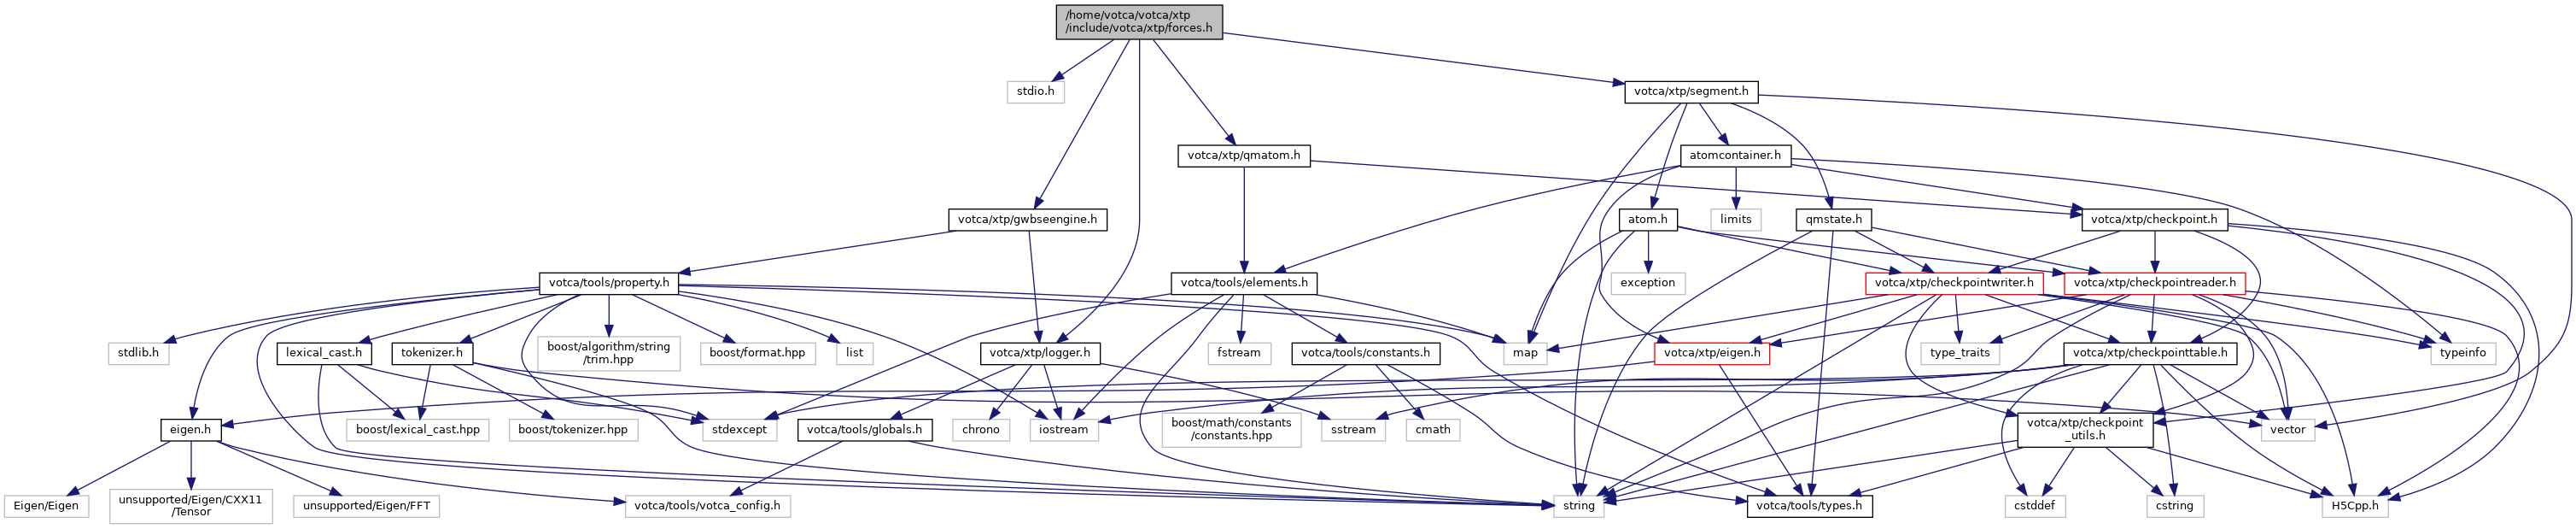 /home/votca/votca/xtp
/include/votca/xtp/forces.h
stdio.h
votca/xtp/segment.h
votca/xtp/qmatom.h
atomcontainer.h
votca/xtp/gwbseengine.h
atom.h
limits
qmstate.h
votca/xtp/checkpoint.h
votca/tools/property.h
votca/tools/elements.h
exception
votca/xtp/checkpointwriter.h
votca/xtp/checkpointreader.h
stdlib.h
lexical_cast.h
tokenizer.h
boost/algorithm/string
/trim.hpp
boost/format.hpp
list
votca/xtp/logger.h
fstream
votca/tools/constants.h
map
votca/xtp/eigen.h
type_traits
votca/xtp/checkpointtable.h
typeinfo
eigen.h
boost/lexical_cast.hpp
boost/tokenizer.hpp
stdexcept
votca/tools/globals.h
chrono
iostream
boost/math/constants
/constants.hpp
sstream
cmath
votca/xtp/checkpoint
_utils.h
vector
Eigen/Eigen
unsupported/Eigen/CXX11
/Tensor
unsupported/Eigen/FFT
votca/tools/votca_config.h
string
votca/tools/types.h
cstddef
cstring
H5Cpp.h